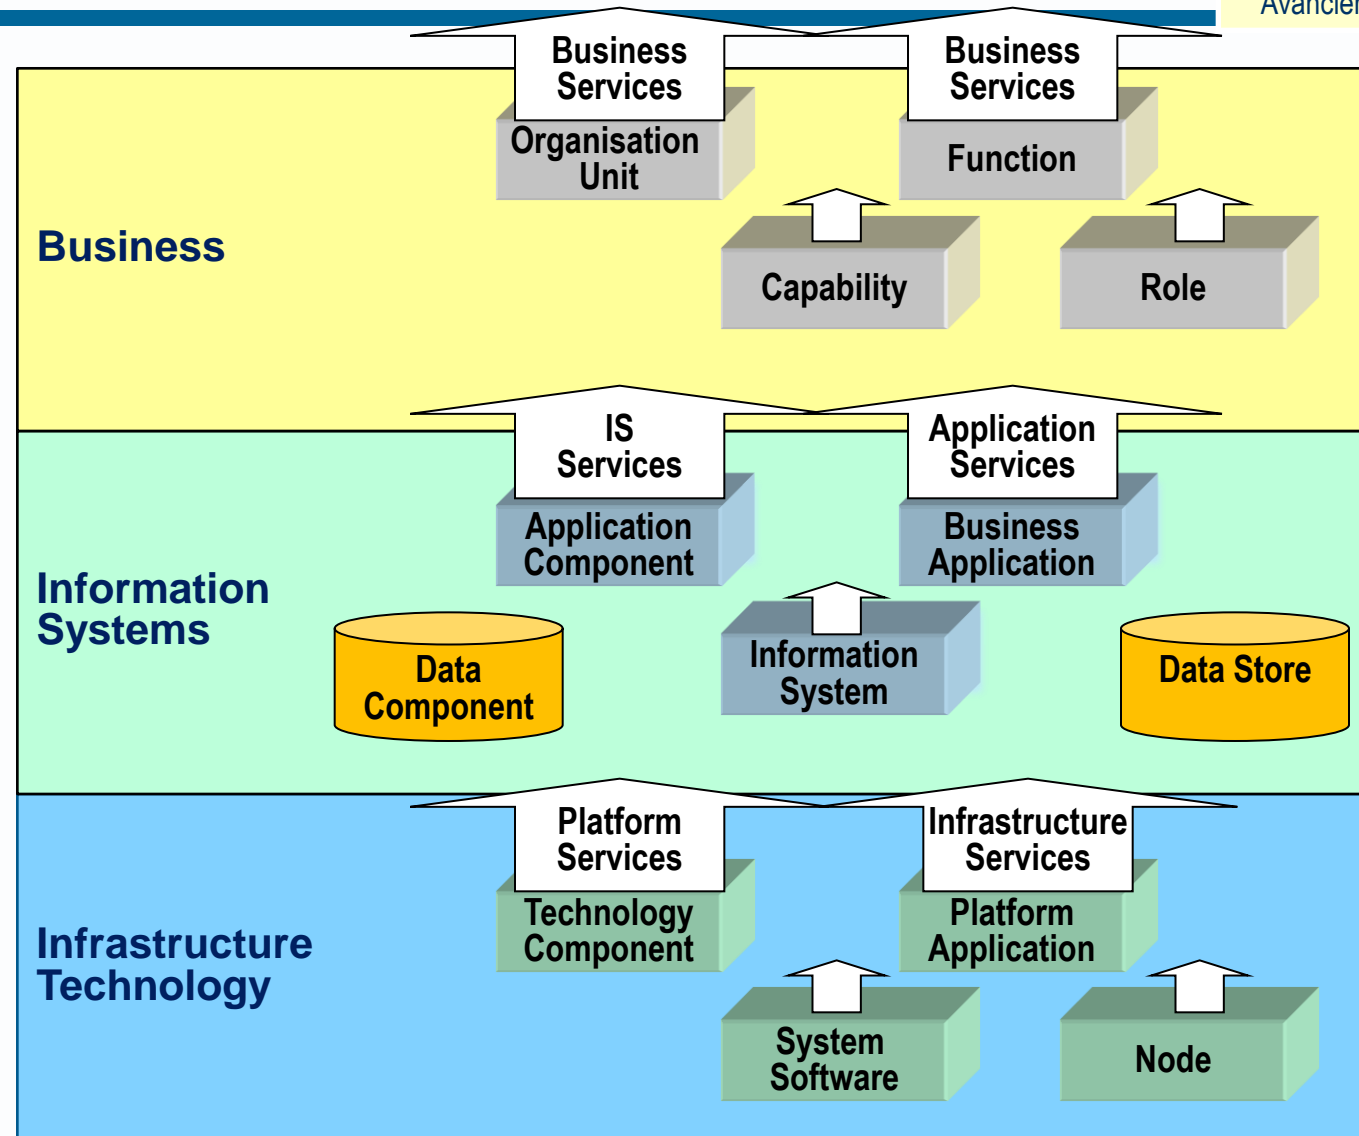 Avancier
Business
Services
Business
Services
Organisation
Unit
Function
Business
Capability
Role
IS
Services
Application
Services
Application
Component
Business
Application
Information
Systems
Data
Component
Information
System
Data Store
Platform
Services
Infrastructure
Services
Technology
Component
Platform
Application
Infrastructure
Technology
System
Software
Node